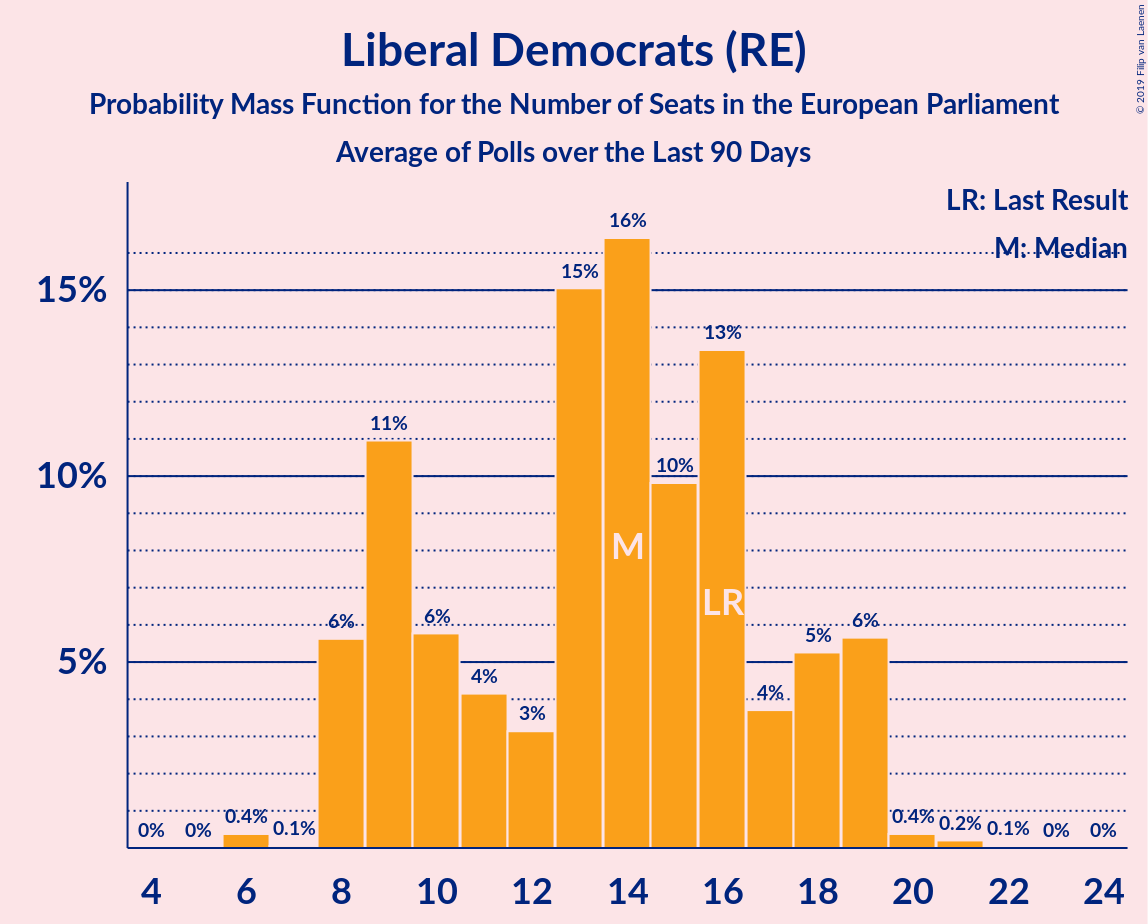 Liberal Democrats (RE)
Probability Mass Function for the Number of Seats in the European Parliament
Average of Polls over the Last 90 Days
© 2019 Filip van Laenen
LR: Last Result
M: Median
15%
10%
5%
0%
0%
0.4%
0.1%
6%
11%
6%
4%
3%
15%
16%
10%
13%
4%
5%
6%
0.4%
0.2%
0.1%
0%
0%
M
LR
4 6 8 10 12 14 16 18 20 22 24